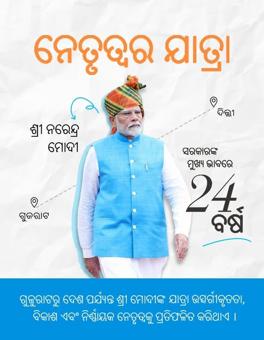 ନେତୃତ୍ୱର ଯାତ୍ରା
ଦିଲ୍ଲୀ
ଶ୍ରୀ ନରେନ୍ଦ୍ର
ମୋଦୀ
ସରକାରଙ୍କ
ମୁଖ୍ୟ ଭାବରେ
24
ବର୍ଷ
ଗୁଜରାଟ
ଗୁଜୁରାଟରୁ ଦେଶ ପର୍ଯ୍ୟନ୍ତ ଶ୍ରୀ ମୋଦୀଙ୍କ ଯାତ୍ରା ଉତ୍ସର୍ଗୀକୃତତା,
ବିକାଶ ଏବଂ ନିର୍ଣ୍ଣାୟକ ନେତୃତ୍ୱକୁ ପ୍ରତିଫଳିତ କରିଥାଏ ।